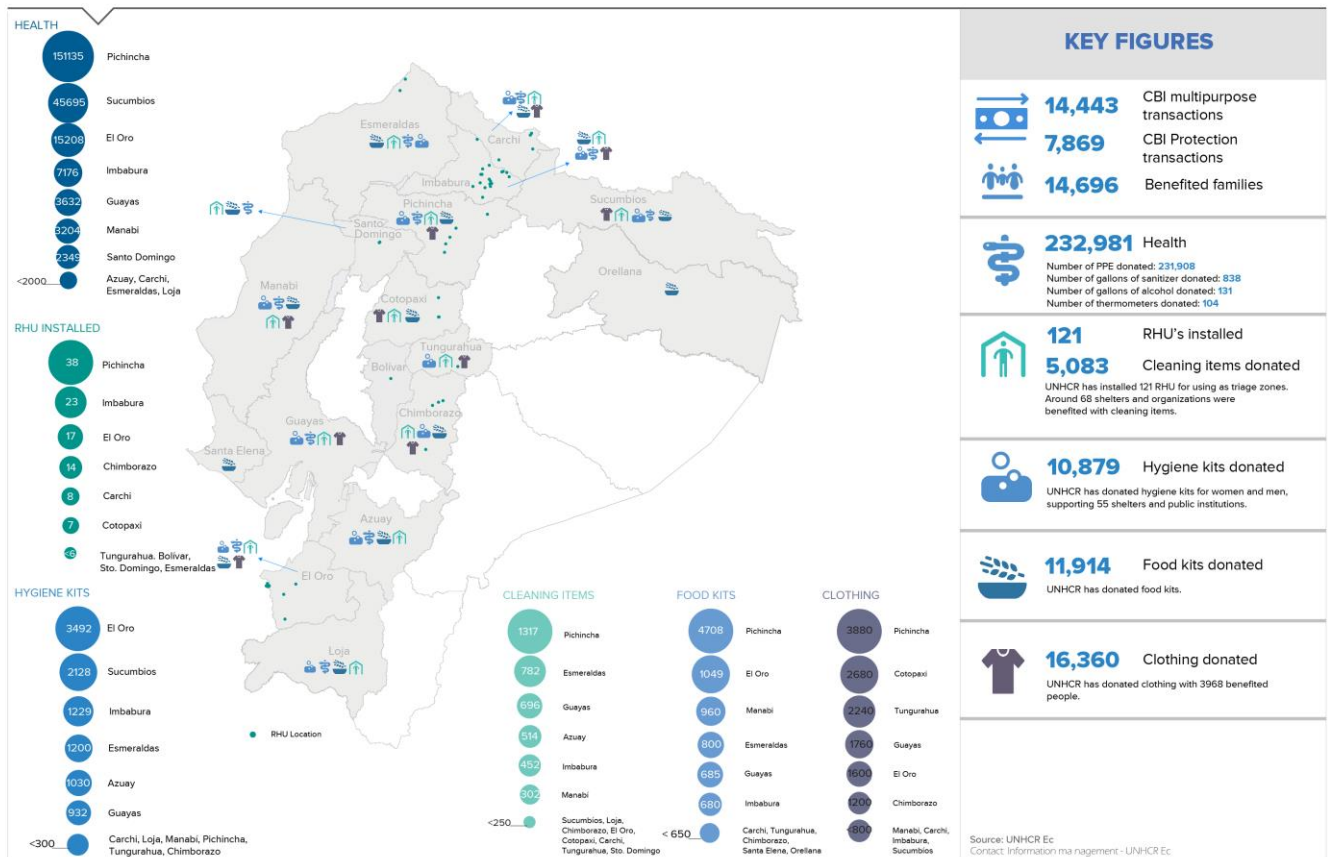 HEALTH
151135 Pichincha
45695 Sucumbios
15208 El Oro
7176 Imbabura
3632 Guayas
3204 Manabi
2349 Santo Domingo
<2000 Azuay, Carchi,
Esmeraldas, Loja
RHU INSTALLED
38 Pichincha
23 Imbabura
17 El Oro
14 Chimborazo
8 Carchi
7 Cotopaxi
<6 Tungurahua. Bolívar,
Sto. Domingo, Esmeraldas
HYGIENE KITS
3492 El Oro
2128 Sucumbios
1229 Imbabura
1200 Esmeraldas
1030 Azuay
932 Guayas
<300 Carchi, Loja, Manabi, Pichincha,
Tungurahua, Chimborazo
Esmeraldas
Carchi
Imbabura
Pichincha
Sucumbios
Santo
Domingo
Orellana
Manabi
Cotopaxi
Tungurahua
Bolivar
Chimborazo
Guayas
Santa Elena
Azuay
El Oro
Loja
RHU Location
CLEANING ITEMS
1317 Pichincha
782 Esmeraldas
696 Guayas
514 Azuay
452 Imbabura
302 Manabi
<250 Sucumbios, Loja,
Chimborazo, El Oro,
Cotopaxi, Carchi,
Tungurahua, Sto. Domingo
FOOD KITS
4708 Pichincha
1049 El Oro
960 Manabi
800 Esmeraldas
685 Guayas
680 Imbabura
< 650 Carchi, Tungurahua,
Chimborazo,
Santa Elena, Orellana
CLOTHING
3880 Pichincha
2680 Cotopaxi
2240 Tungurahua
1760 Guayas
1600 El Oro
1200 Chimborazo
<800 Manabi, Carchi,
Imbabura,
Sucumbios
KEY FIGURES
14,443 CBI multipurpose
transactions
7,869 CBI Protection
transactions
14,696 Benefited families
232,981 Health
Number of PPE donated: 231,908
Number of gallons of sanitizer donated: 838
Number of gallons of alcohol donated: 131
Number of thermometers donated: 104
121 RHU's installed
5,083 Cleaning items donated
UNHCR has installed 121 RHU for using as triage zones.
Around 68 shelters and organizations were
benefited with cleaning items.
10,879 Hygiene kits donated
UNHCR has donated hygiene kits for women and men,
supporting 55 shelters and public institutions.
11,914 Food kits donated
UNHCR has donated food kits.
16,360 Clothing donated
UNHCR has donated clothing with 3968 benefited
people.
Source: UNHCR Ec
Contact: Information ma nagement - UNHCR Ec